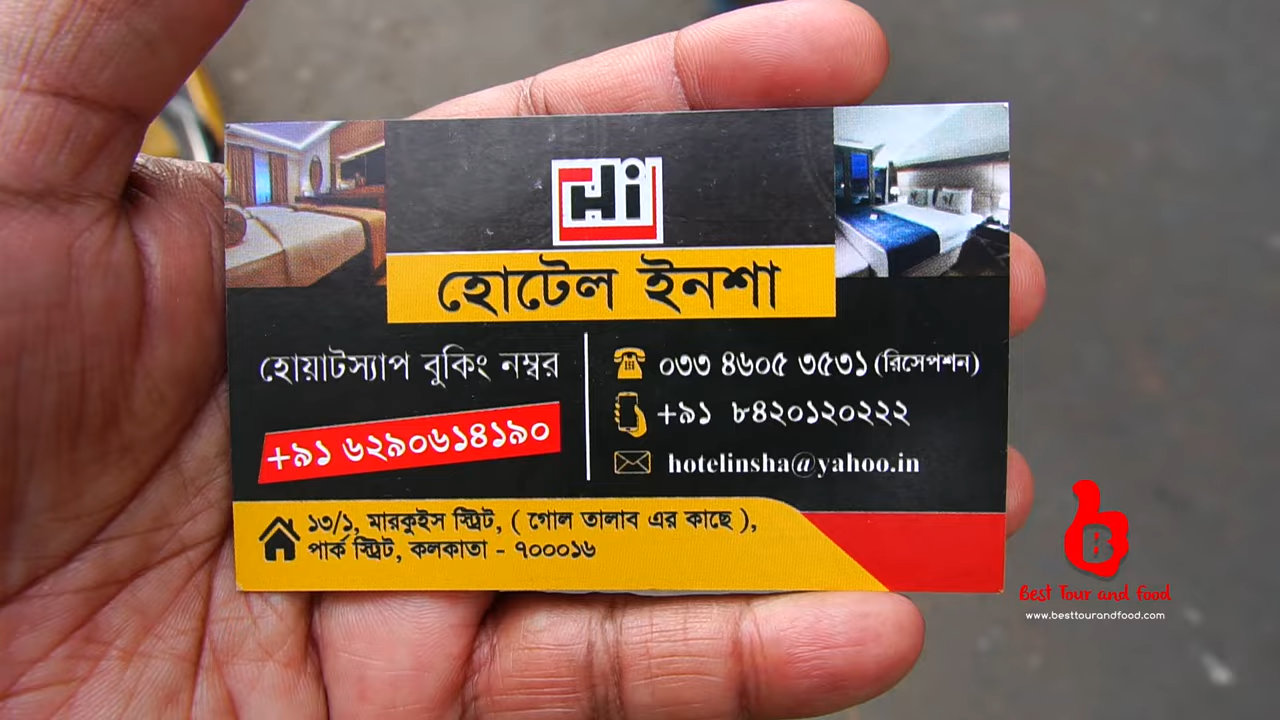 Hi
হোটেল ইনশা
হোয়াটস্যাপ বুকিং নম্বর
+৯১ ৬২৯০৬১৪১৯০
০৩৩ ৪৬০৫ ৩৫৩১ (রিসেপশন)
+৯১ ৮৪২০১২০২২২
hotelinsha@yahoo.in
১৩/১, মারকুইস স্ট্রিট, ( গোল তালাব এর কাছে ),
পার্ক স্ট্রিট, কলকাতা - ৭০০০১৬
B
Best Tour and food
www.besttourandfood.com